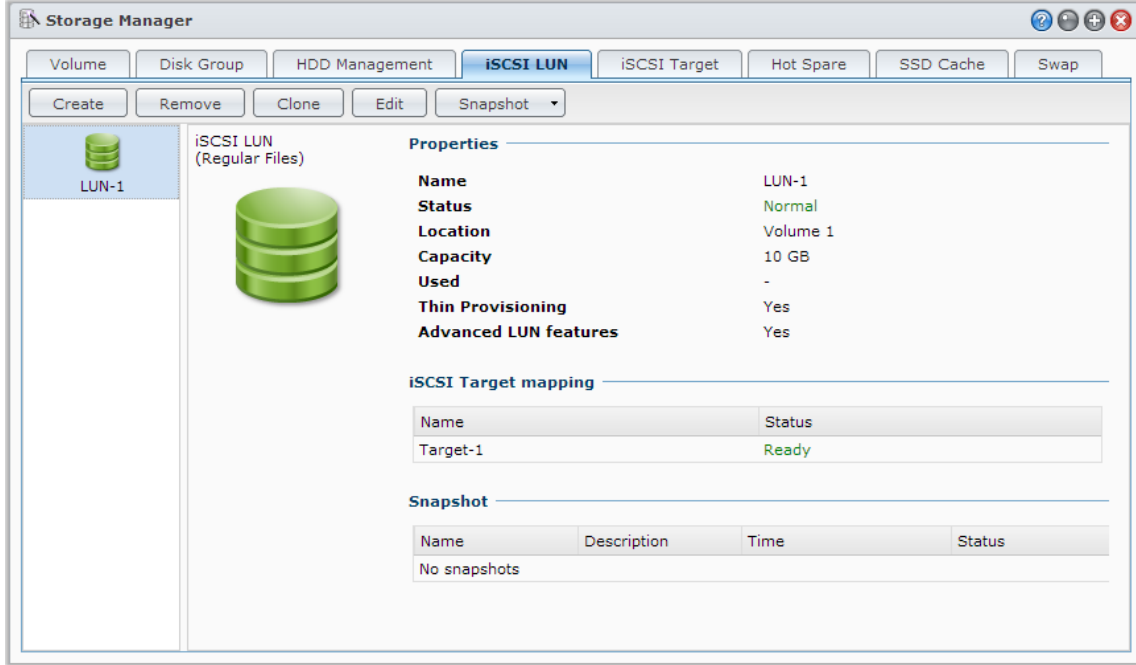 Storage Manager
Volume Disk Group HDD Management iSCSI LUN iSCSI Target Hot Spare SSD Cache Swap
Create Remove Clone Edit Snapshot
LUN-1
iSCSI LUN
(Regular Files)
Properties
Name LUN-1
Status Normal
Location Volume 1
Capacity 10 GB
Used -
Thin Provisioning Yes
Advanced LUN features Yes
iSCSI Target mapping
Name Status
Target-1 Ready
Snapshot
Name Description Time Status
No snapshots